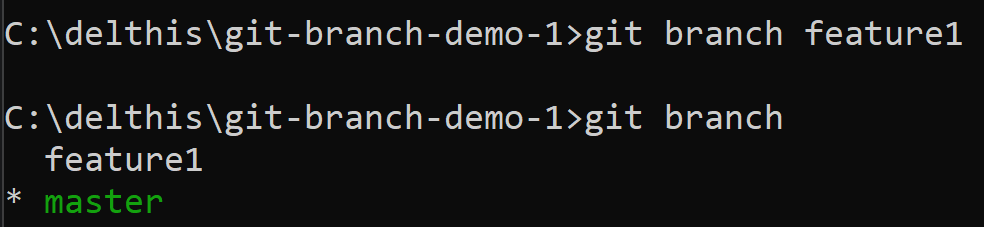 C:\delthis\git-branch-demo-1>git branch feature1
C:\delthis\git-branch-demo-1>git branch
  feature1
* master